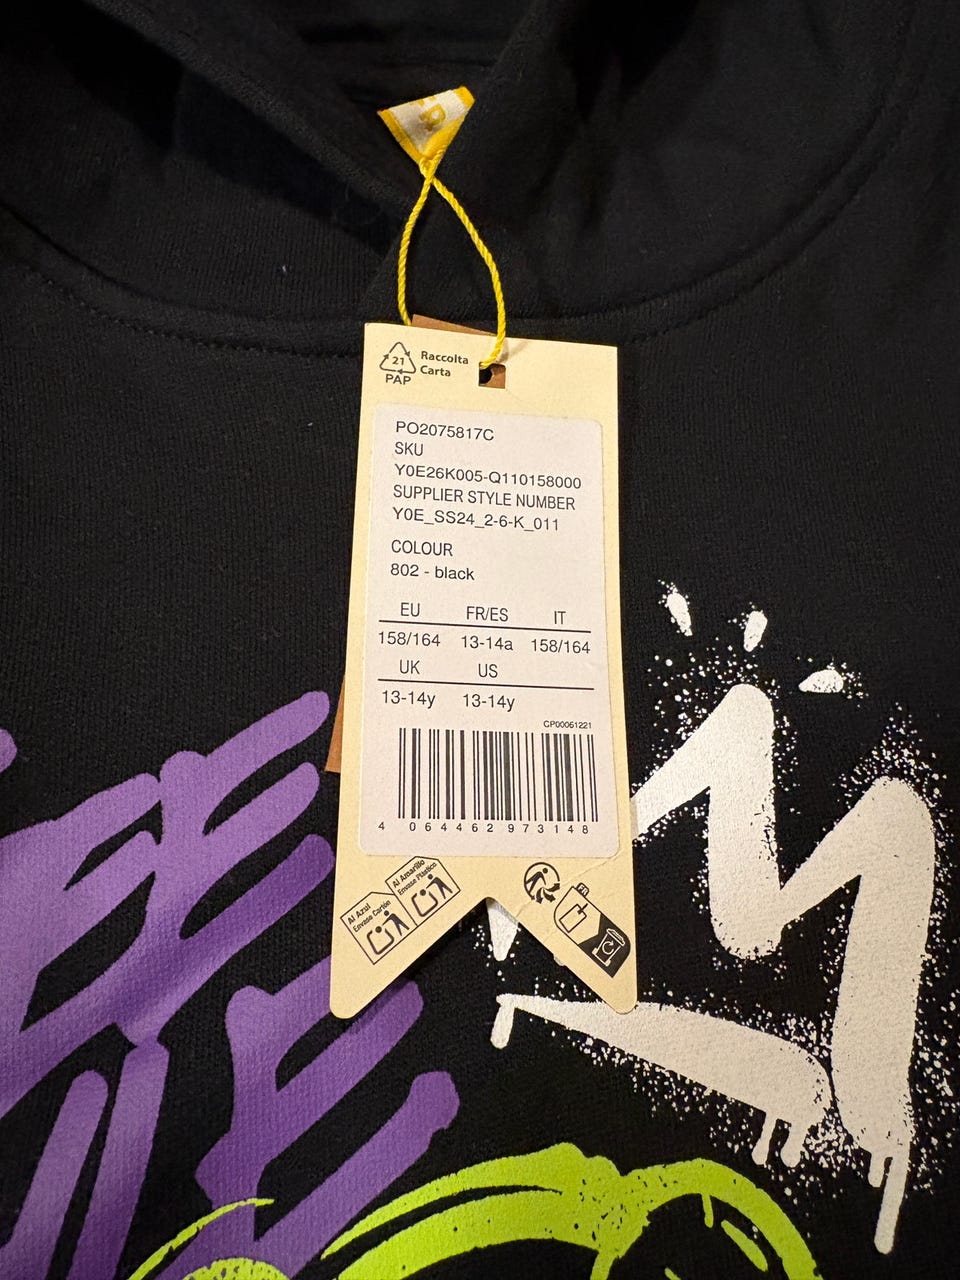 21
PAP
Raccolta
Carta
PO2075817C
SKU
Y0E26K005-Q110158000
SUPPLIER STYLE NUMBER
Y0E_SS24_2-6-K_011
COLOUR
802 - black
EU FR/ES IT
158/164 13-14a 158/164
UK US
13-14y 13-14y
CP00061221
4 064462 973148
Al Azul
Envase Cartón
Al Amarillo
Envase Plástico
FR